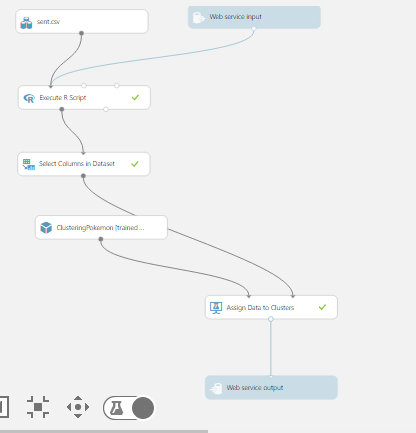 sent.csv
Web service input
Execute R Script
Select Columns in Dataset
ClusteringPokemon [trained ...
Assign Data to Clusters
Web service output